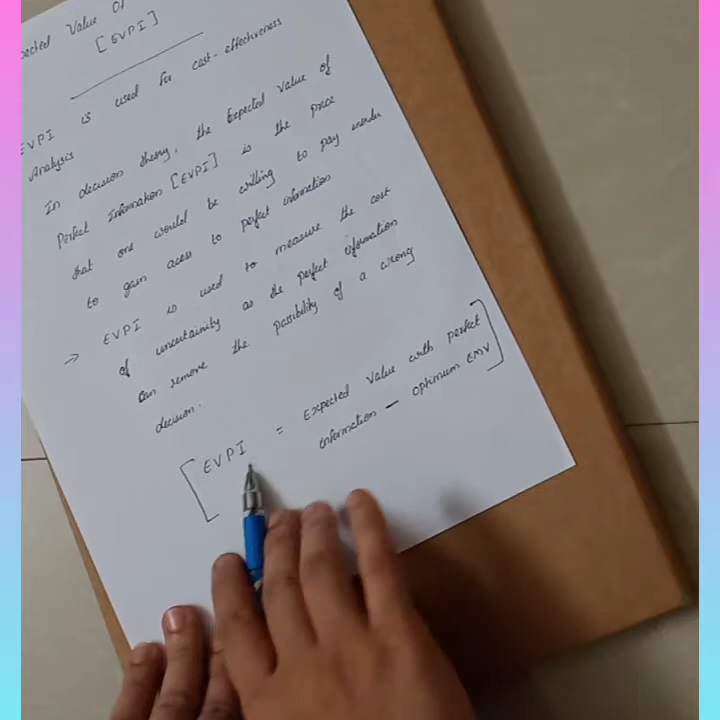 pected Value Of
[EVPI]
EVPI is used for cost-effectiveness
Analysis
In decision theory, the Expected Value of
Perfect Information [EVPI] is the price
that one would be willing to pay
to gain acess to perfect information
→ EVPI is used to measure the cost
of uncertainity as the perfect information
can remove the possibility of a wrong
decision.
[EVPI = Expected Value with perfect
information - optimum EMV]